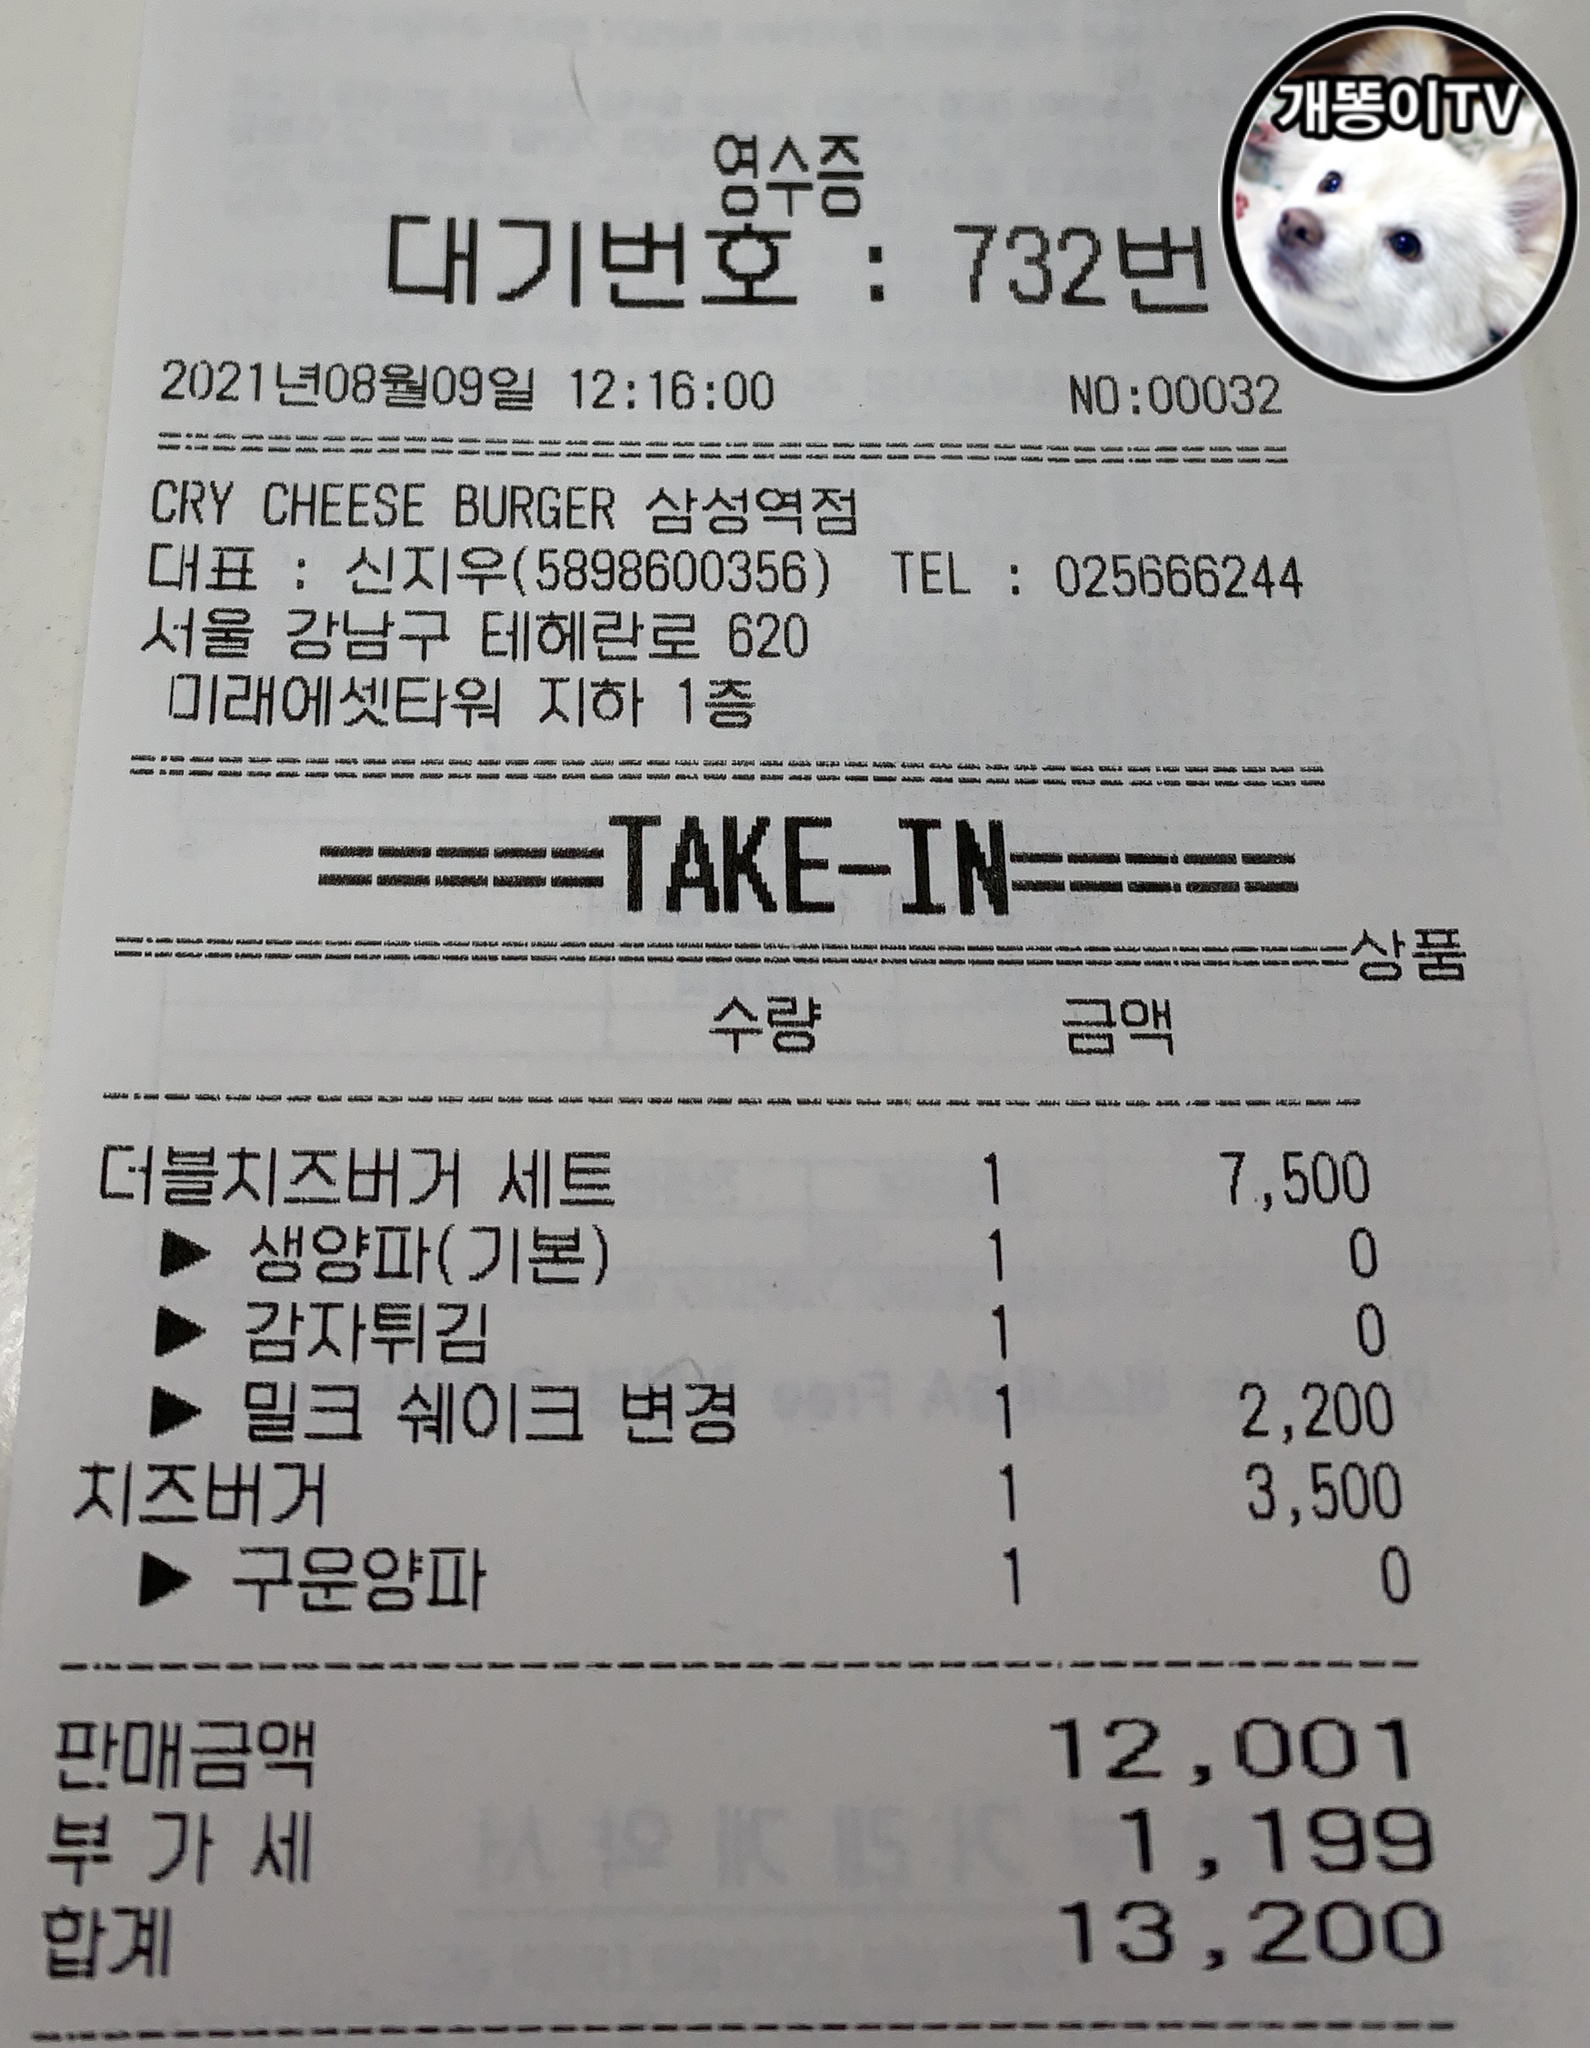 개똥이TV
영수증
대기번호 : 732번
2021년08월09일 12:16:00 NO:00032
CRY CHEESE BURGER 삼성역점
대표 : 신지우(5898600356) TEL : 025666244
서울 강남구 테헤란로 620
미래에셋타워 지하 1층
======TAKE-IN======
상품
수량 금액
더블치즈버거 세트 1 7,500
▶ 생양파(기본) 1 0
▶ 감자튀김 1 0
▶ 밀크 쉐이크 변경 1 2,200
치즈버거 1 3,500
▶ 구운양파 1 0
판매금액 12,001
부 가 세 1,199
합계 13,200